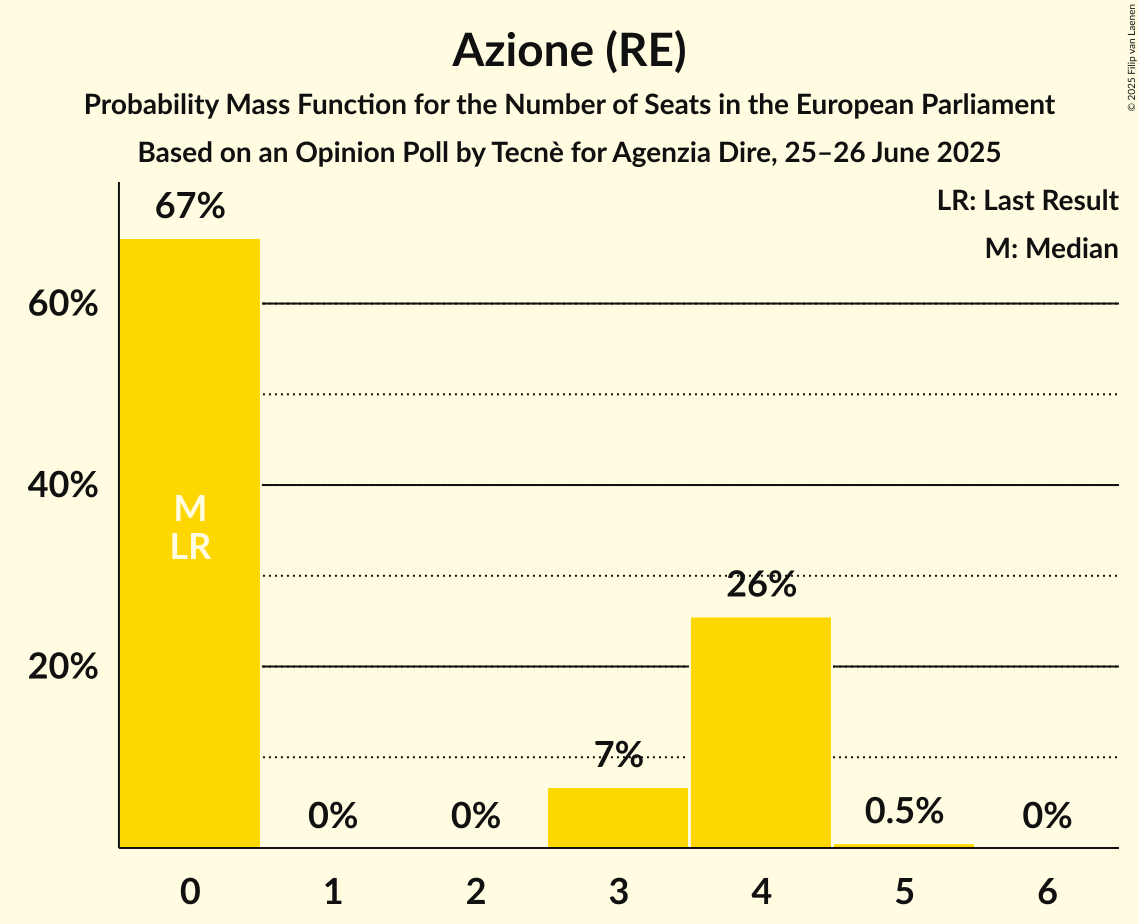 Azione (RE)
Probability Mass Function for the Number of Seats in the European Parliament
Based on an Opinion Poll by Tecnè for Agenzia Dire, 25–26 June 2025
© 2025 Filip van Laenen
LR: Last Result
M: Median
67%
60%
40%
20%
M
LR
0%
0%
7%
26%
0.5%
0%
0
1
2
3
4
5
6